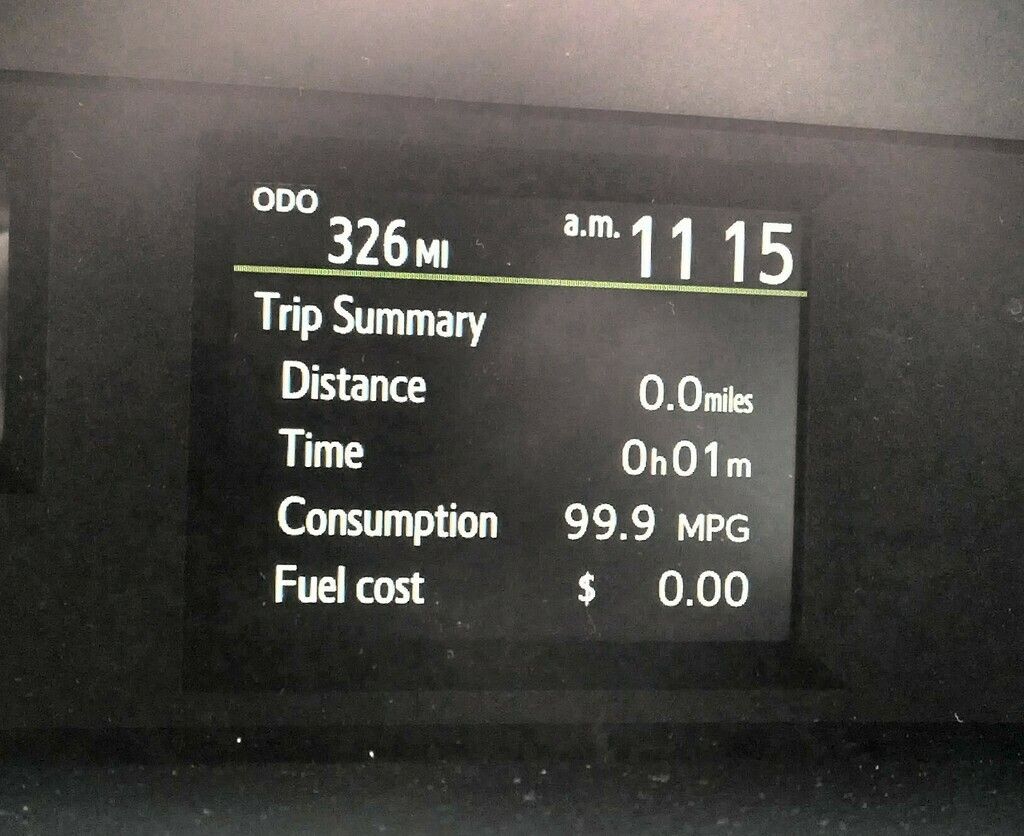 ODO
326 MI a.m. 11 15
Trip Summary
Distance 0.0 miles
Time 0h01m
Consumption 99.9 MPG
Fuel cost $ 0.00